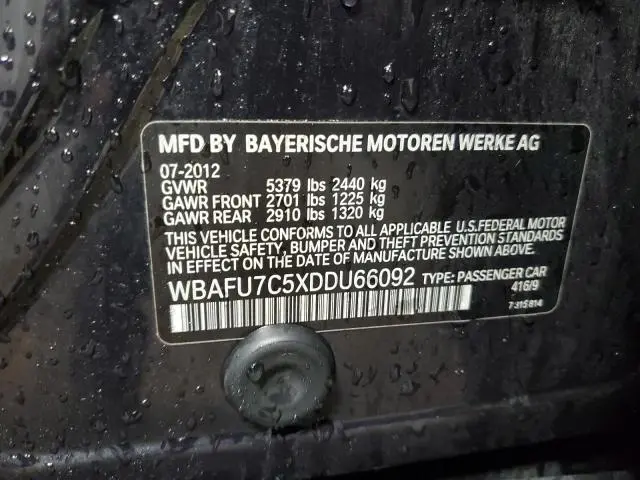 MFD BY BAYERISCHE MOTOREN WERKE AG
07-2012
GVWR 5379 lbs 2440 kg
GAWR FRONT 2701 lbs 1225 kg
GAWR REAR 2910 lbs 1320 kg
THIS VEHICLE CONFORMS TO ALL APPLICABLE U.S.FEDERAL MOTOR
VEHICLE SAFETY, BUMPER AND THEFT PREVENTION STANDARDS
IN EFFECT ON THE DATE OF MANUFACTURE SHOWN ABOVE.
WBAFU7C5XDDU66092 TYPE: PASSENGER CAR
416/9
7 315 814